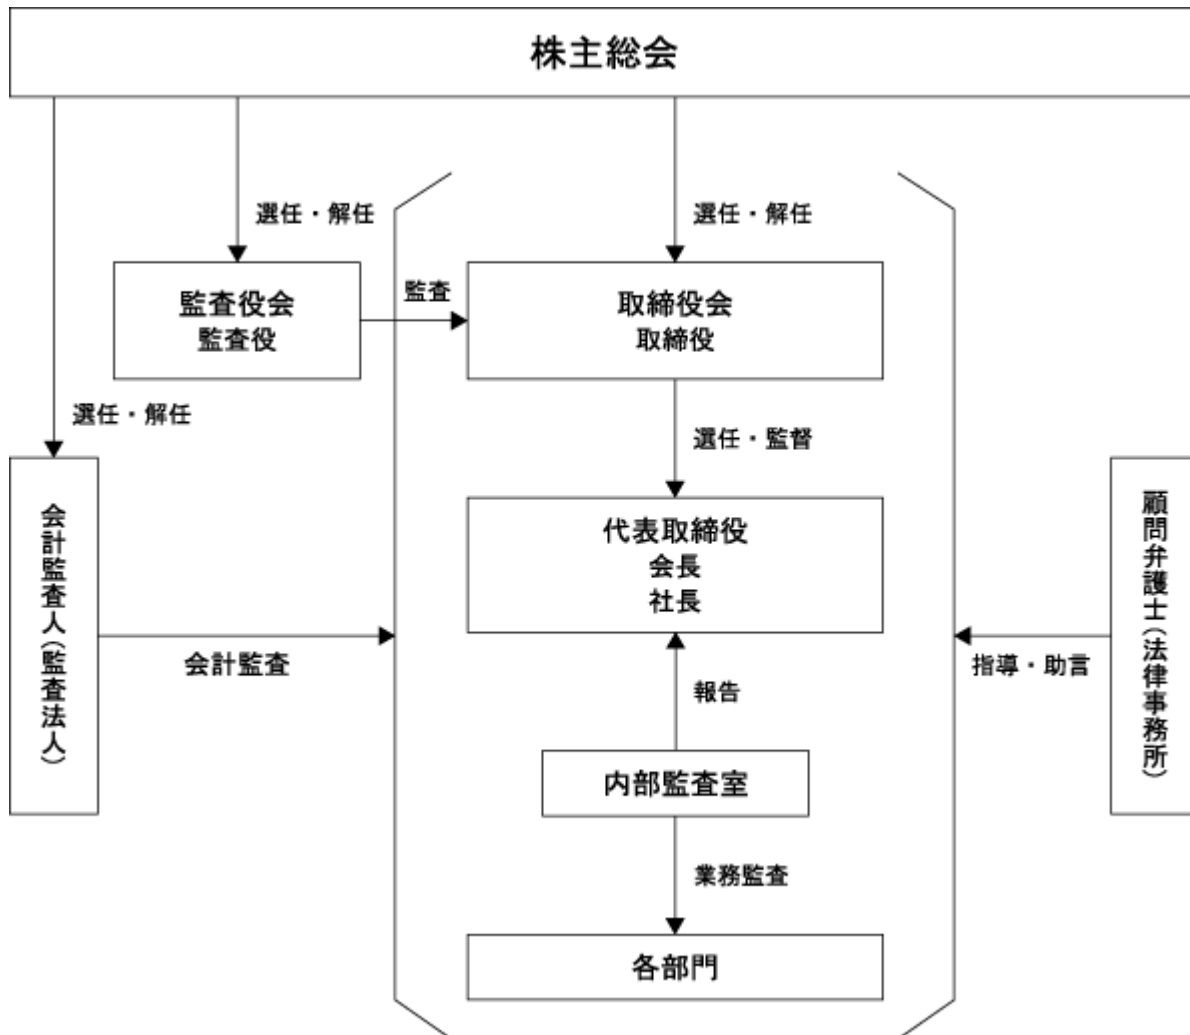 株主総会
選任・解任
選任・解任
監査役会
監査役
監査
取締役会
取締役
選任・解任
選任・監督
会計監査人(監査法人)
代表取締役
会長
社長
顧問弁護士(法律事務所)
会計監査
指導・助言
報告
内部監査室
業務監査
各部門